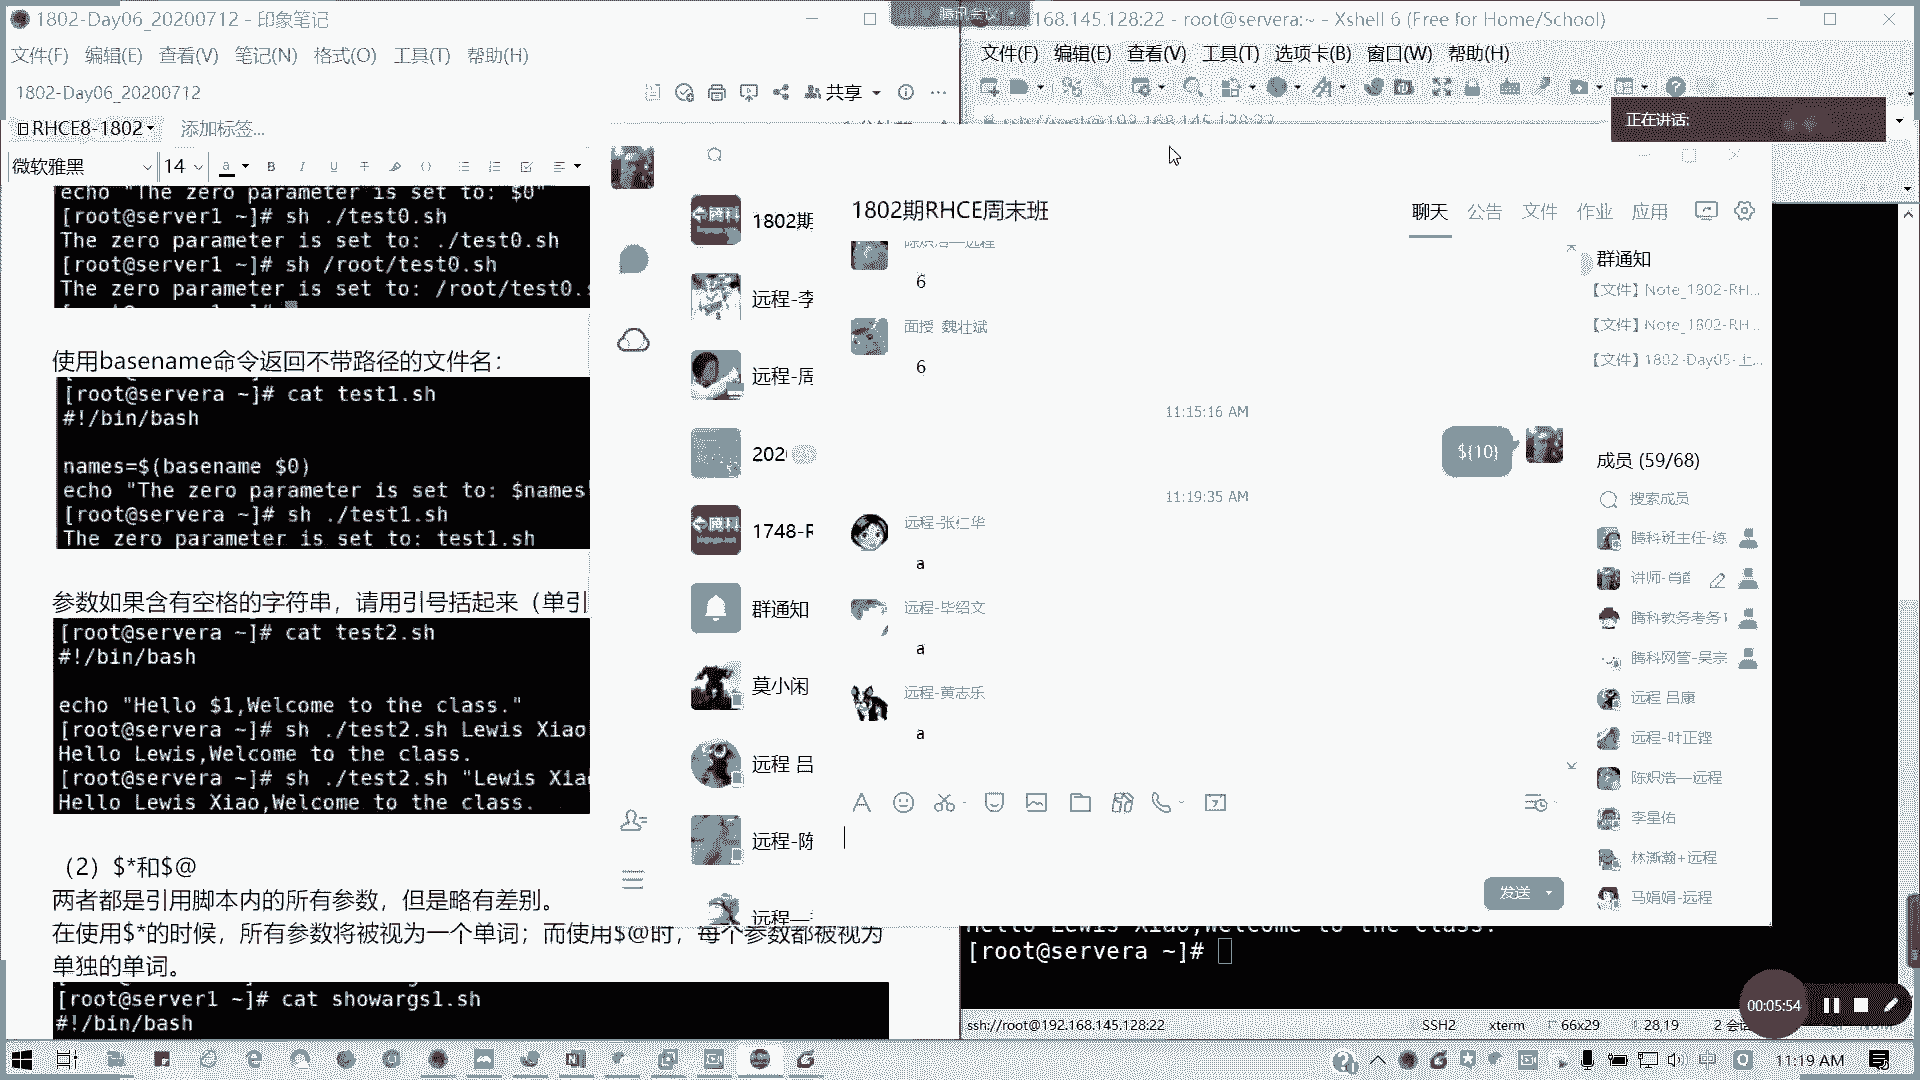 1802-Day06_20200712 - 印象笔记
文件(F) 编辑(E) 查看(V) 笔记(N) 格式(O) 工具(T) 帮助(H)
1802-Day06_20200712
共享
RHCE8-1802
添加标签...
微软雅黑 14
echo "The zero parameter is set to: $0"
[root@server1 ~]# sh ./test0.sh
The zero parameter is set to: ./test0.sh
[root@server1 ~]# sh /root/test0.sh
The zero parameter is set to: /root/test0.s
使用basename命令返回不带路径的文件名：
[root@servera ~]# cat test1.sh
#!/bin/bash
names=$(basename $0)
echo "The zero parameter is set to: $names
[root@servera ~]# sh ./test1.sh
The zero parameter is set to: test1.sh
参数如果含有空格的字符串，请用引号括起来（单引
[root@servera ~]# cat test2.sh
#!/bin/bash
echo "Hello $1,Welcome to the class."
[root@servera ~]# sh ./test2.sh Lewis Xiao
Hello Lewis,Welcome to the class.
[root@servera ~]# sh ./test2.sh "Lewis Xia
Hello Lewis Xiao,Welcome to the class.
（2）$*和$@
两者都是引用脚本内的所有参数，但是略有差别。
在使用$*的时候，所有参数将被视为一个单词；而使用$@时，每个参数都被视为
单独的单词。
[root@server1 ~]# cat showargs1.sh
#!/bin/bash
腾讯会议
.168.145.128:22 - root@servera:~ - Xshell 6 (Free for Home/School)
文件(F) 编辑(E) 查看(V) 工具(T) 选项卡(B) 窗口(W) 帮助(H)
正在讲话:
1802期
远程-李
远程-周
202
1748-R
群通知
莫小闲
远程 吕
远程-陈
远程—
1802期RHCE周末班
聊天 公告 文件 作业 应用
陈炽浩—远程
6
面授 魏壮斌
6
11:15:16 AM
${10}
11:19:35 AM
远程-张仁华
a
远程-毕绍文
a
远程-黄志乐
a
发送
群通知
【文件】Note_1802-RH...
【文件】Note_1802-RH...
【文件】1802-Day05-土...
成员 (59/68)
搜索成员
腾科班主任-练
腾科教务考务
腾科网管-吴宗
远程 吕康
远程-叶正铿
陈炽浩—远程
李星佑
林澌瀚+远程
马娟娟-远程
Hello Lewis Xiao,Welcome to the class.
[root@servera ~]#
ssh://root@192.168.145.128:22 SSH2 xterm 66x29 28,19
00:05:54
11:19 AM